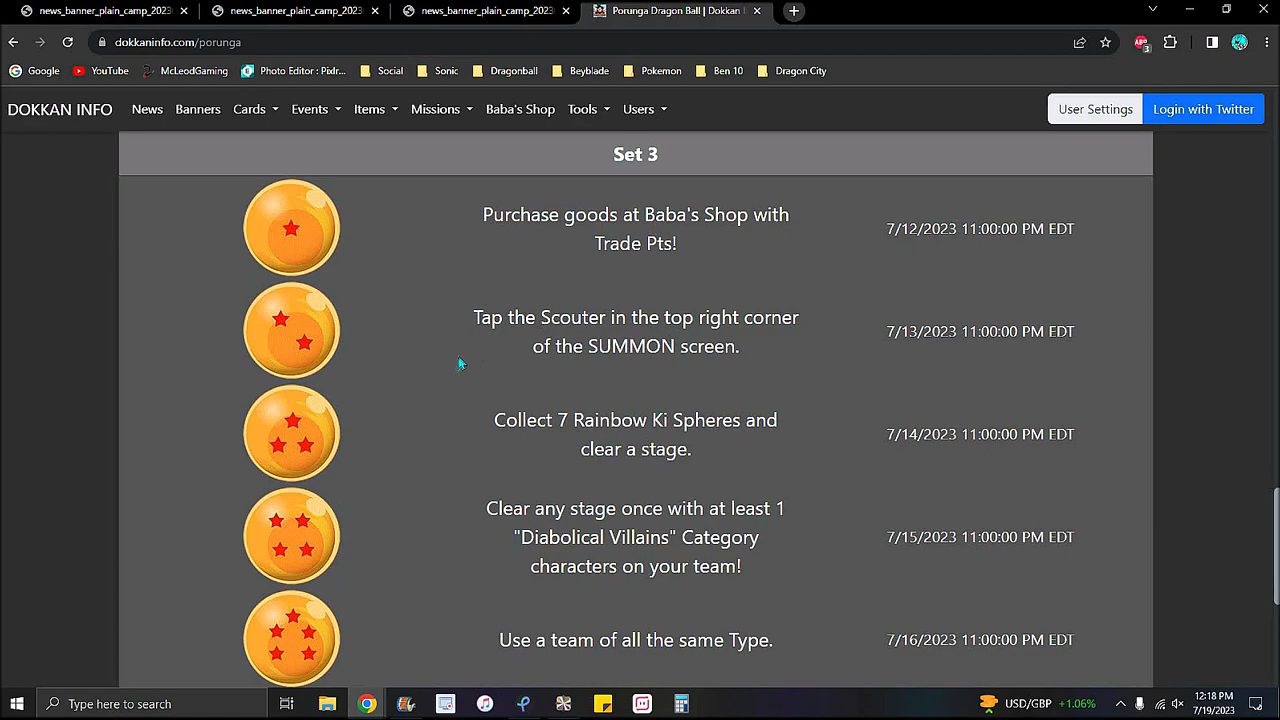 news_banner_plain_camp_2023
news_banner_plain_camp_2023
news_banner_plain_camp_2023
Porunga Dragon Ball | Dokkan I
dokkaninfo.com/porunga
ABP
3
Google
YouTube
McLeodGaming
Photo Editor : Pixlr...
Social
Sonic
Dragonball
Beyblade
Pokemon
Ben 10
Dragon City
DOKKAN INFO
News
Banners
Cards
Events
Items
Missions
Baba's Shop
Tools
Users
User Settings
Login with Twitter
Set 3
Purchase goods at Baba's Shop with
Trade Pts!
7/12/2023 11:00:00 PM EDT
Tap the Scouter in the top right corner
of the SUMMON screen.
7/13/2023 11:00:00 PM EDT
Collect 7 Rainbow Ki Spheres and
clear a stage.
7/14/2023 11:00:00 PM EDT
Clear any stage once with at least 1
"Diabolical Villains" Category
characters on your team!
7/15/2023 11:00:00 PM EDT
Use a team of all the same Type.
7/16/2023 11:00:00 PM EDT
Type here to search
USD/GBP
+1.06%
12:18 PM
7/19/2023